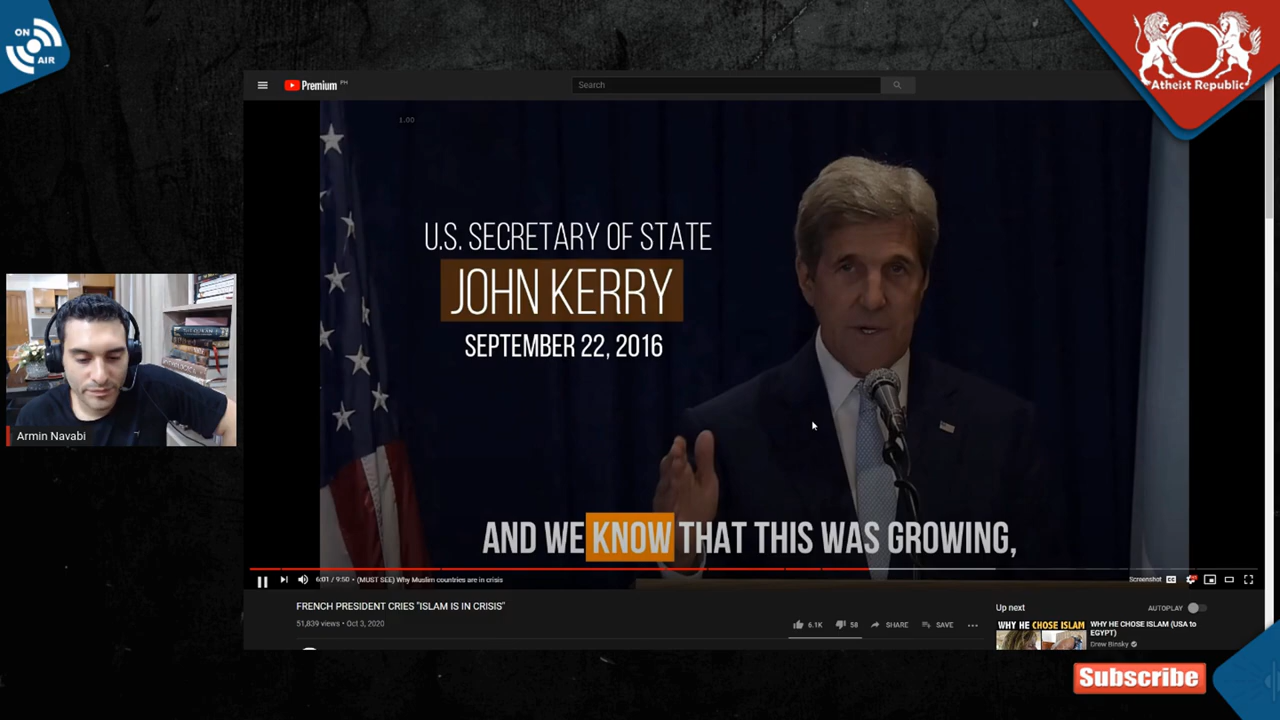 ON
AIR
Atheist Republic
Premium PH
Search
1.00
U.S. SECRETARY OF STATE
JOHN KERRY
SEPTEMBER 22, 2016
Armin Navabi
AND WE KNOW THAT THIS WAS GROWING,
6:01 / 9:50 • (MUST SEE) Why Muslim countries are in crisis
Screenshot
FRENCH PRESIDENT CRIES "ISLAM IS IN CRISIS"
51,839 views • Oct 3, 2020
6.1K
58
SHARE
SAVE
Up next
AUTOPLAY
WHY HE CHOSE ISLAM
WHY HE CHOSE ISLAM (USA to
EGYPT)
Drew Binsky
Subscribe